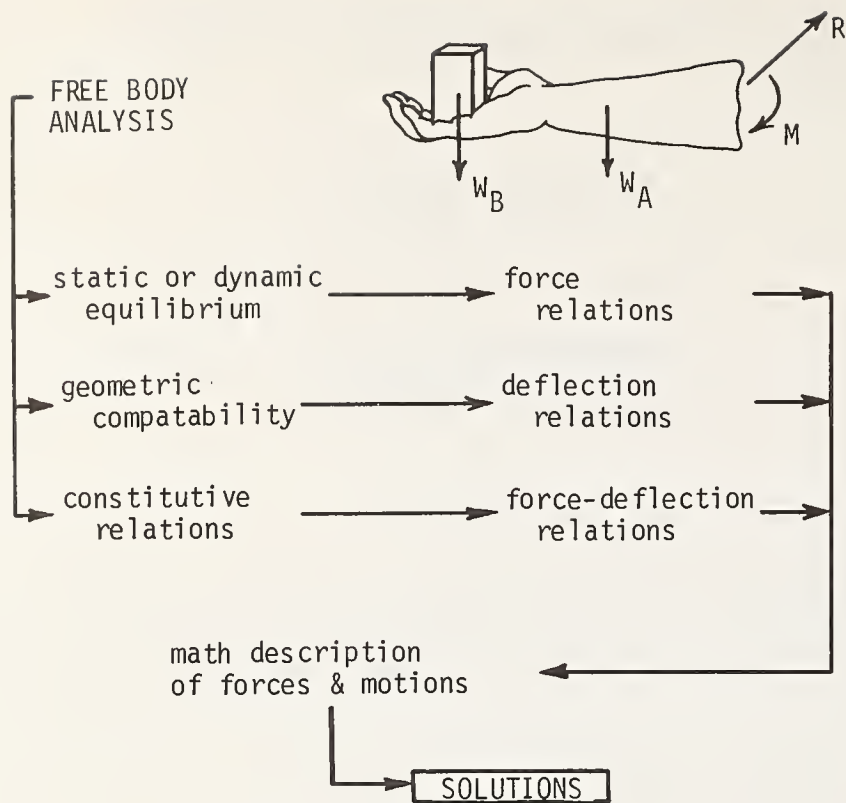 FREE BODY
ANALYSIS
R
M
W_B
W_A
static or dynamic
equilibrium
force
relations
geometric
compatability
deflection
relations
constitutive
relations
force-deflection
relations
math description
of forces & motions
SOLUTIONS